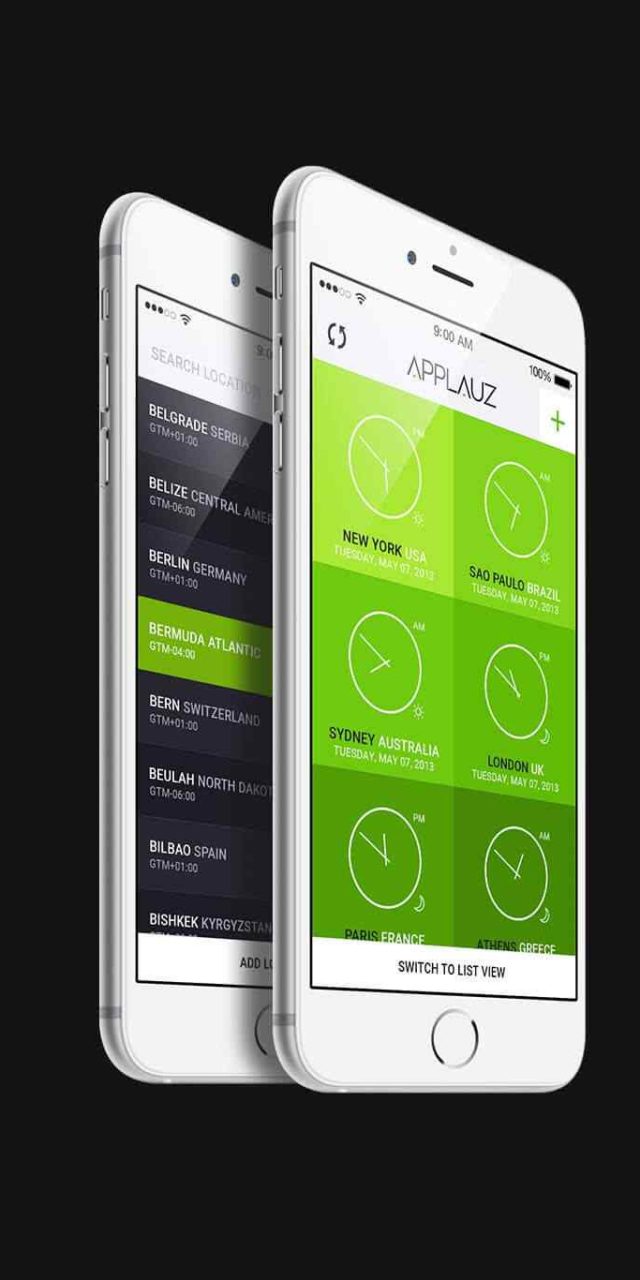 SEARCH LOCATION
BELGRADE SERBIA
GTM+01:00
BELIZE CENTRAL AMER
GTM-06:00
BERLIN GERMANY
GTM+01:00
BERMUDA ATLANTIC
GTM-04:00
BERN SWITZERLAND
GTM+01:00
BEULAH NORTH DAKOT
GTM-06:00
BILBAO SPAIN
GTM+01:00
BISHKEK KYRGYZSTAN
ADD LO
9:00 AM
100%
APPLAUZ
+
PM
NEW YORK USA
TUESDAY, MAY 07, 2013
AM
SAO PAULO BRAZIL
TUESDAY, MAY 07, 2013
AM
SYDNEY AUSTRALIA
TUESDAY, MAY 07, 2013
PM
LONDON UK
TUESDAY, MAY 07, 2013
PM
PARIS FRANCE
AM
ATHENS GREECE
SWITCH TO LIST VIEW